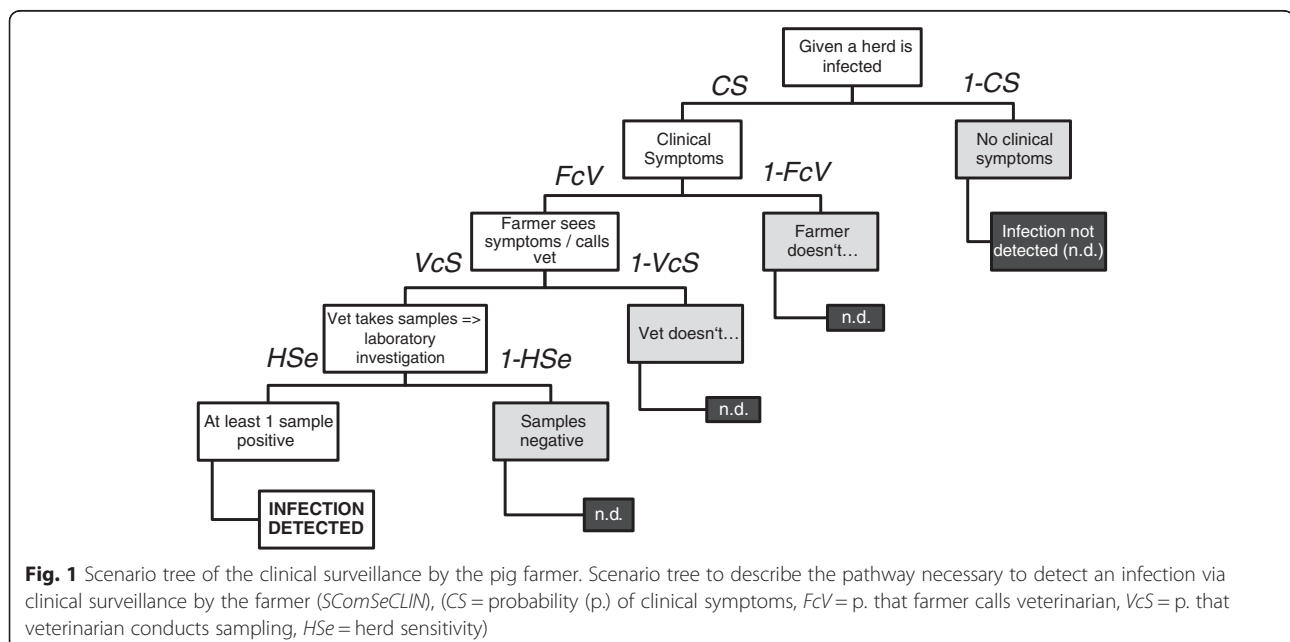 Given a herd is
infected
CS
1-CS
Clinical
Symptoms
No clinical
symptoms
FcV
1-FcV
Farmer sees
symptoms / calls
vet
Farmer
doesn't…
Infection not
detected (n.d.)
VcS
1-VcS
Vet takes samples =>
laboratory
investigation
Vet doesn't…
n.d.
HSe
1-HSe
At least 1 sample
positive
Samples
negative
n.d.
INFECTION
DETECTED
n.d.
Fig. 1 Scenario tree of the clinical surveillance by the pig farmer. Scenario tree to describe the pathway necessary to detect an infection via
clinical surveillance by the farmer (SComSeCLIN), (CS = probability (p.) of clinical symptoms, FcV = p. that farmer calls veterinarian, VcS = p. that
veterinarian conducts sampling, HSe = herd sensitivity)